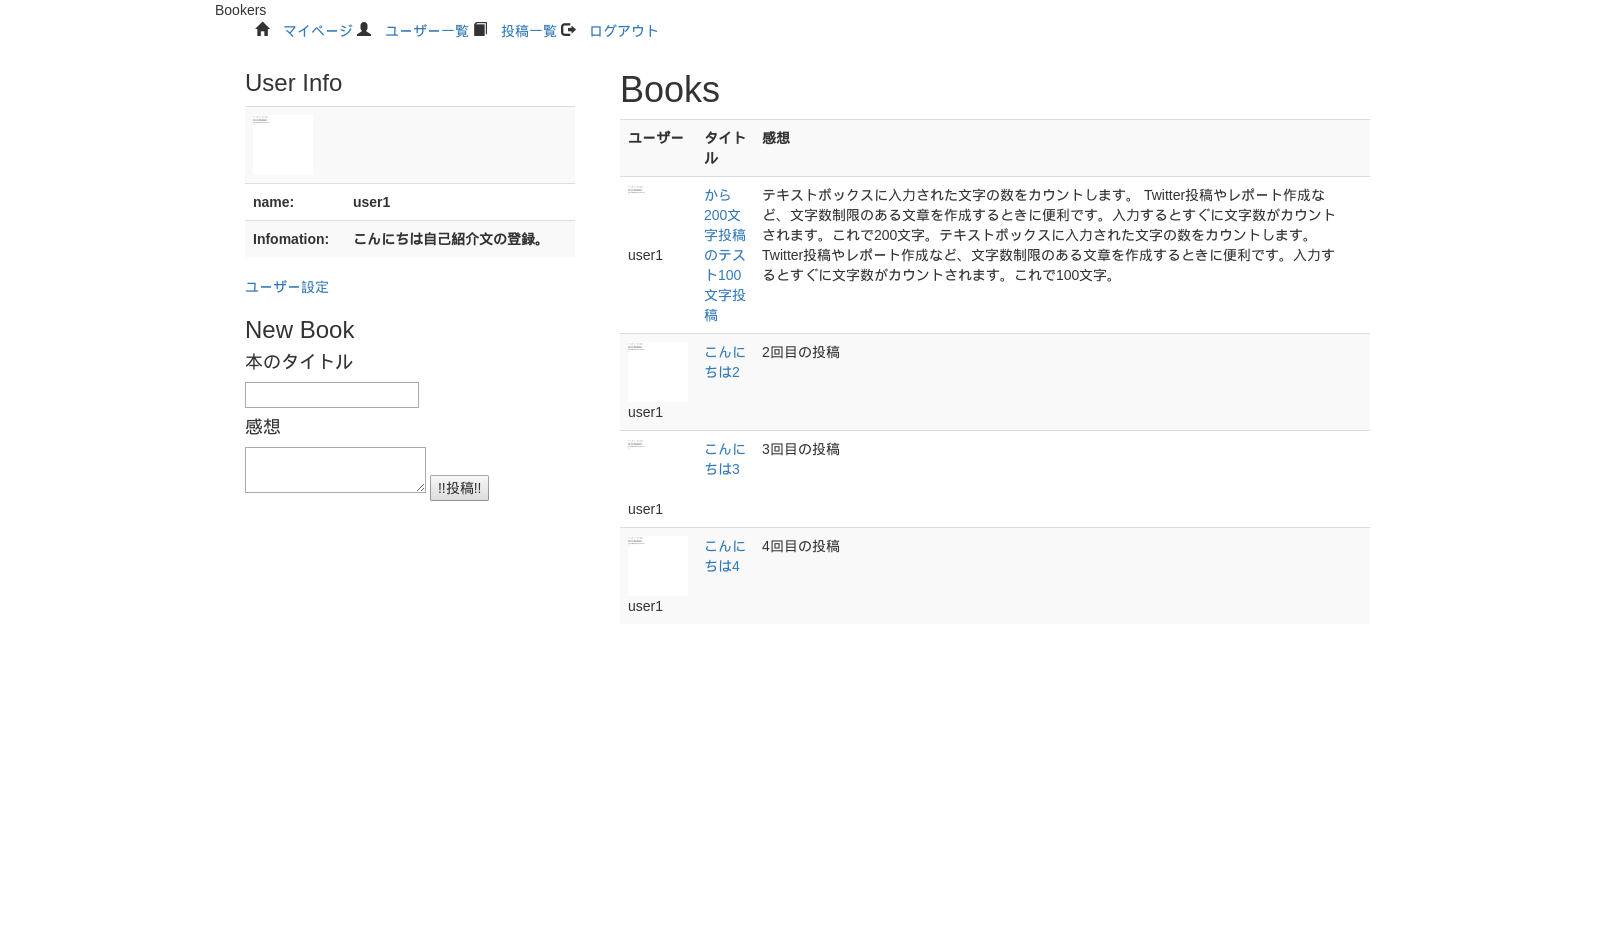 Bookers
マイページ ユーザー一覧 投稿一覧 ログアウト
User Info
name: user1
Infomation: こんにちは自己紹介文の登録。
ユーザー設定
New Book
本のタイトル
感想
!!投稿!!
Books
ユーザー タイト 感想
ル
から
200文
字投稿
のテス
ト100
文字投
稿
user1
テキストボックスに入力された文字の数をカウントします。 Twitter投稿やレポート作成な
ど、文字数制限のある文章を作成するときに便利です。入力するとすぐに文字数がカウント
されます。これで200文字。テキストボックスに入力された文字の数をカウントします。
Twitter投稿やレポート作成など、文字数制限のある文章を作成するときに便利です。入力す
るとすぐに文字数がカウントされます。これで100文字。
こんに 2回目の投稿
ちは2
user1
こんに 3回目の投稿
ちは3
user1
こんに 4回目の投稿
ちは4
user1